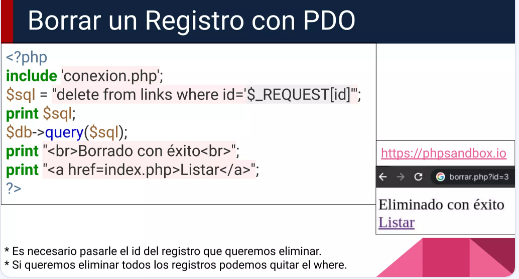 Borrar un Registro con PDO
<?php
include 'conexion.php';
$sql = "delete from links where id='$_REQUEST[id]'";
print $sql;
$db->query($sql);
print "<br>Borrado con éxito<br>";
print "<a href=index.php>Listar</a>";
?>
https://phpsandbox.io
borrar.php?id=3
Eliminado con éxito
Listar
* Es necesario pasarle el id del registro que queremos eliminar.
* Si queremos eliminar todos los registros podemos quitar el where.